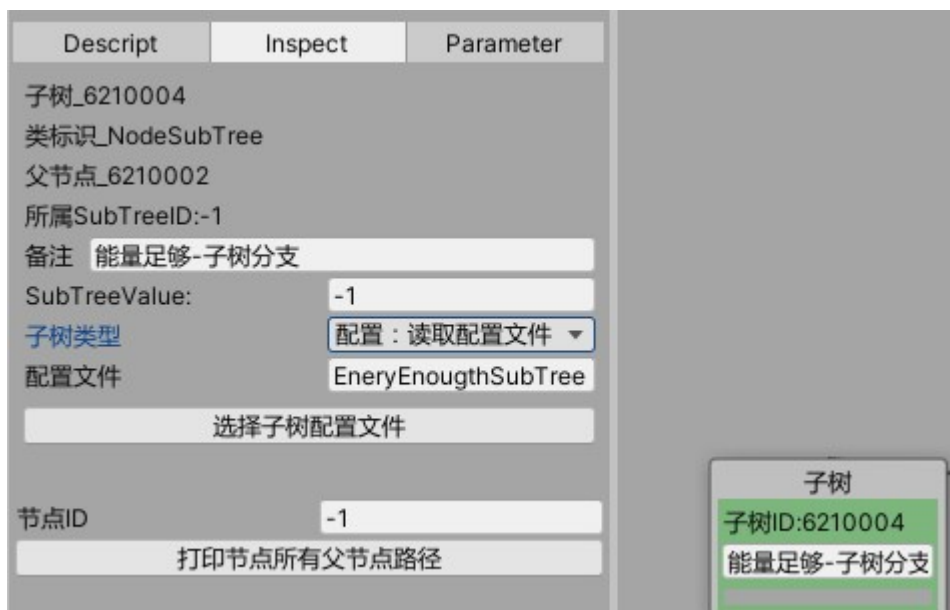 Descript Inspect Parameter
子树_6210004
类标识_NodeSubTree
父节点_6210002
所属SubTreeID:-1
备注 能量足够-子树分支
SubTreeValue: -1
子树类型 配置：读取配置文件
配置文件 EneryEnougthSubTree
选择子树配置文件
节点ID -1
打印节点所有父节点路径
子树
子树ID:6210004
能量足够-子树分支